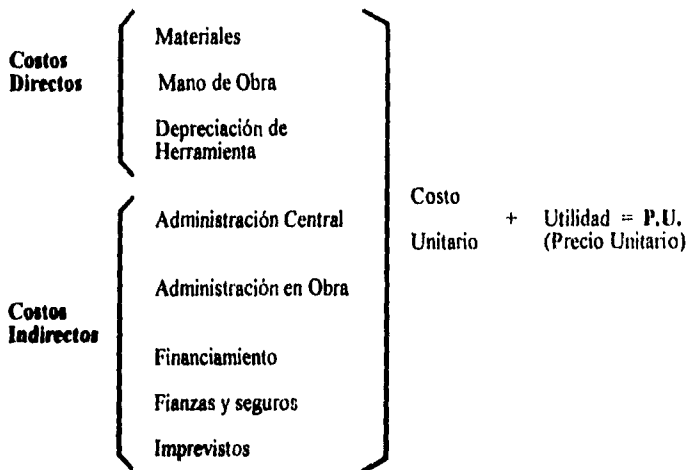 Costos
Directos
Materiales
Mano de Obra
Depreciación de
Herramienta
Costos
Indirectos
Administración Central
Administración en Obra
Financiamiento
Fianzas y seguros
Imprevistos
Costo
Unitario
+ Utilidad = P.U.
(Precio Unitario)